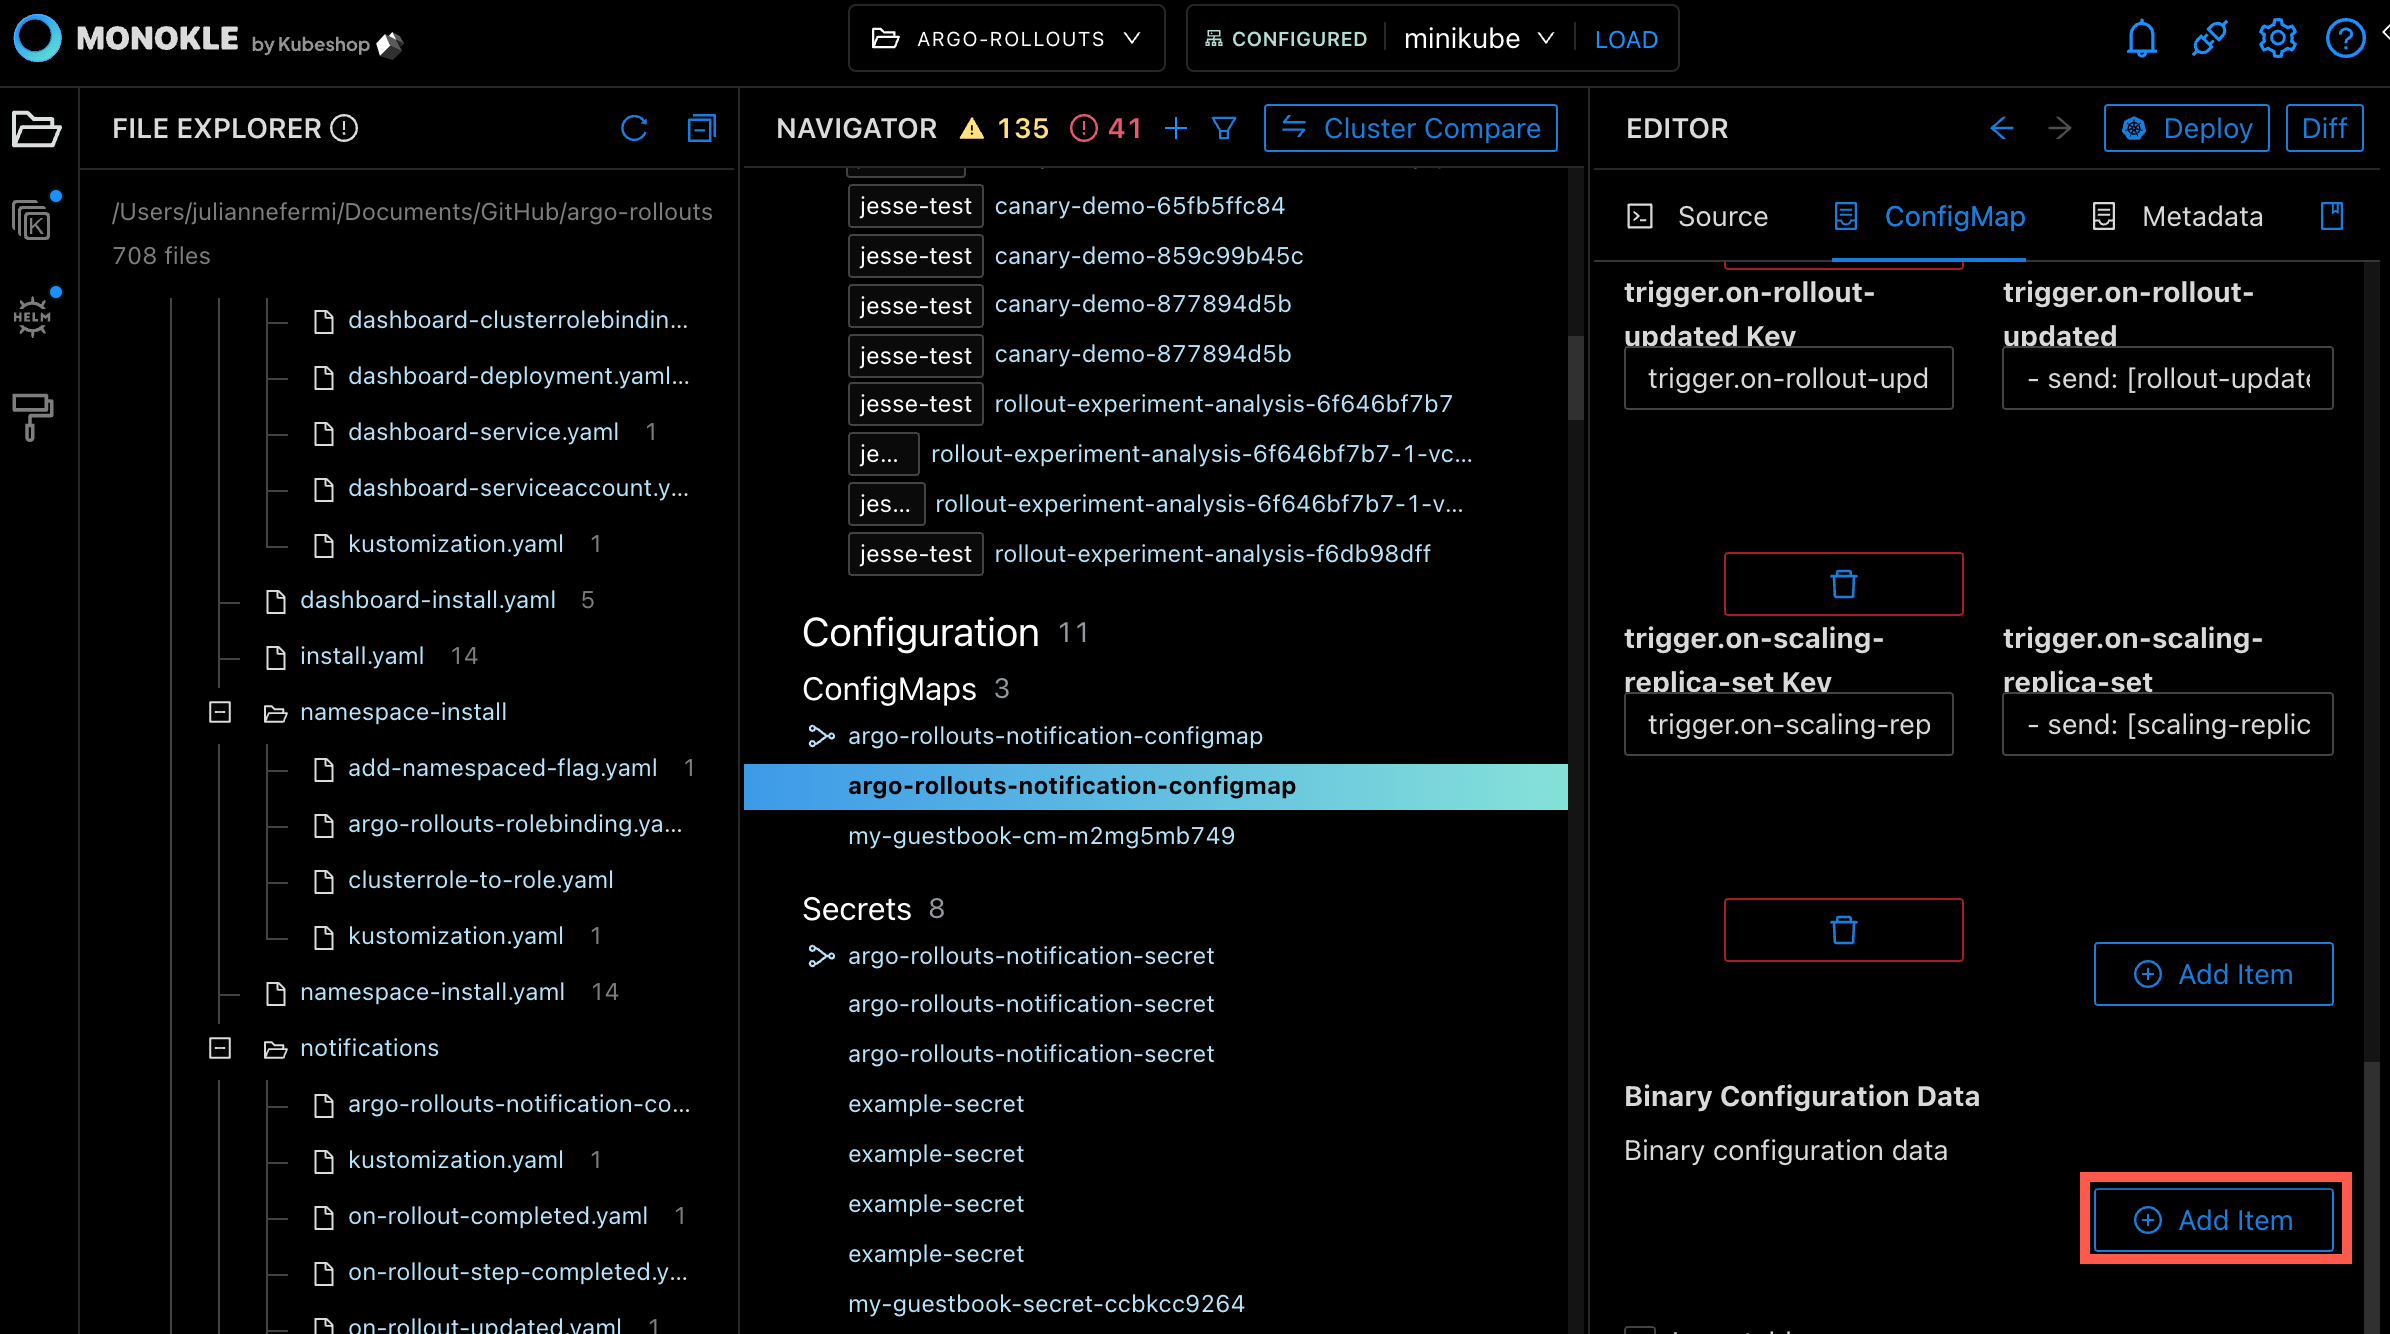 MONOKLE by Kubeshop
ARGO-ROLLOUTS
CONFIGURED minikube LOAD
FILE EXPLORER
/Users/juliannefermi/Documents/GitHub/argo-rollouts
708 files
dashboard-clusterrolebindin...
dashboard-deployment.yaml...
dashboard-service.yaml 1
dashboard-serviceaccount.y...
kustomization.yaml 1
dashboard-install.yaml 5
install.yaml 14
namespace-install
add-namespaced-flag.yaml 1
argo-rollouts-rolebinding.ya...
clusterrole-to-role.yaml
kustomization.yaml 1
namespace-install.yaml 14
notifications
argo-rollouts-notification-co...
kustomization.yaml 1
on-rollout-completed.yaml 1
on-rollout-step-completed.y...
on-rollout-updated.yaml 1
HELM
K
NAVIGATOR 135 41 Cluster Compare
jesse-test canary-demo-65fb5ffc84
jesse-test canary-demo-859c99b45c
jesse-test canary-demo-877894d5b
jesse-test canary-demo-877894d5b
jesse-test rollout-experiment-analysis-6f646bf7b7
je... rollout-experiment-analysis-6f646bf7b7-1-vc...
jes... rollout-experiment-analysis-6f646bf7b7-1-v...
jesse-test rollout-experiment-analysis-f6db98dff
Configuration 11
ConfigMaps 3
argo-rollouts-notification-configmap
argo-rollouts-notification-configmap
my-guestbook-cm-m2mg5mb749
Secrets 8
argo-rollouts-notification-secret
argo-rollouts-notification-secret
argo-rollouts-notification-secret
example-secret
example-secret
example-secret
example-secret
my-guestbook-secret-ccbkcc9264
EDITOR Deploy Diff
Source ConfigMap Metadata
trigger.on-rollout-
updated Key
trigger.on-rollout-
updated
trigger.on-rollout-upd
- send: [rollout-update
trigger.on-scaling-
replica-set Key
trigger.on-scaling-
replica-set
trigger.on-scaling-rep
- send: [scaling-replic
Add Item
Binary Configuration Data
Binary configuration data
Add Item